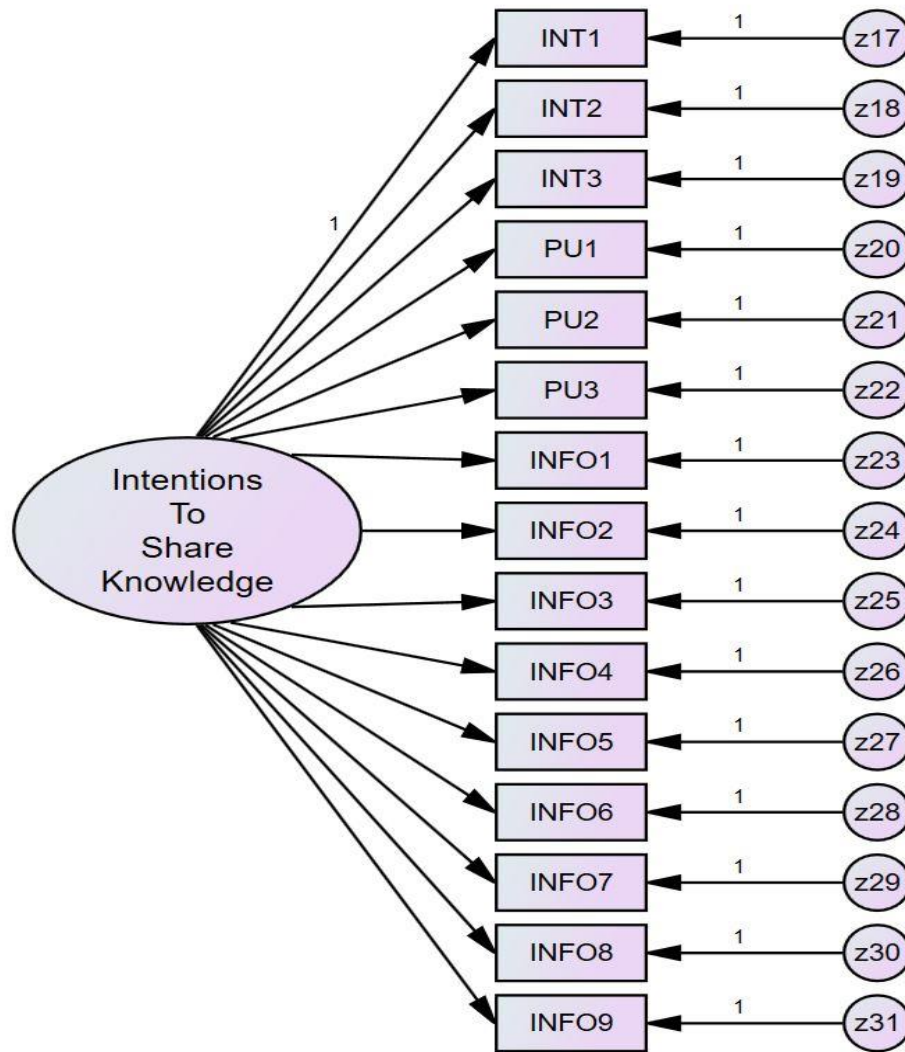 INT1 1 z17
INT2 1 z18
INT3 1 z19
1
PU1 1 z20
PU2 1 z21
PU3 1 z22
INFO1 1 z23
Intentions
To
Share
Knowledge
INFO2 1 z24
INFO3 1 z25
INFO4 1 z26
INFO5 1 z27
INFO6 1 z28
INFO7 1 z29
INFO8 1 z30
INFO9 1 z31